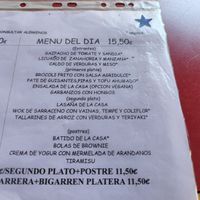 CONSULTAR ALÉRGENOS
MENU DEL DIA 15,50€
(Entrantes)
GAZPACHO DE TOMATE Y SANDIA*
LICUADO DE ZANAHORIA Y MANZANA*
CALDO DE VERDURAS Y MISO*
(primeros platos)
BROCOLI FRITO CON SALSA AGRIDULCE*
PATE DE GUISANTES,PIPAS Y TOFU AHUMADO*
ENSALADA DE LA CASA (OPCION VEGANA)
GARBANZOS CON HONGOS
(segundo plato)
LASAÑA DE LA CASA
WOK DE SARRACENO CON VAINAS, TEMPE Y COLIFLOR*
TALLARINES DE ARROZ CON VERDURAS Y TERIYAKI*
(postres)
BATIDO DE LA CASA*
BOLAS DE BROWNIE
CREMA DE YOGUR CON MERMELADA DE ARANDANOS
TIRAMISU
/SEGUNDO PLATO+POSTRE 11,50€
BARRERA+BIGARREN PLATERA 11,50€